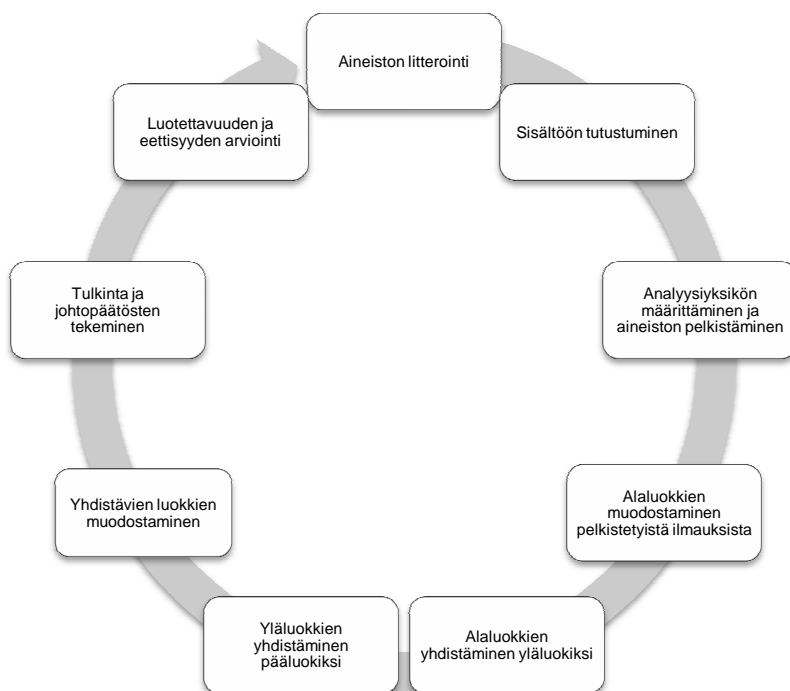 Aineiston litterointi
Sisältöön tutustuminen
Analyysiyksikön
määrittäminen ja
aineiston pelkistäminen
Alaluokkien
muodostaminen
pelkistetyistä ilmauksista
Alaluokkien
yhdistäminen yläluokiksi
Yläluokkien
yhdistäminen
pääluokiksi
Yhdistävien luokkien
muodostaminen
Tulkinta ja
johtopäätösten
tekeminen
Luotettavuuden ja
eettisyyden arviointi